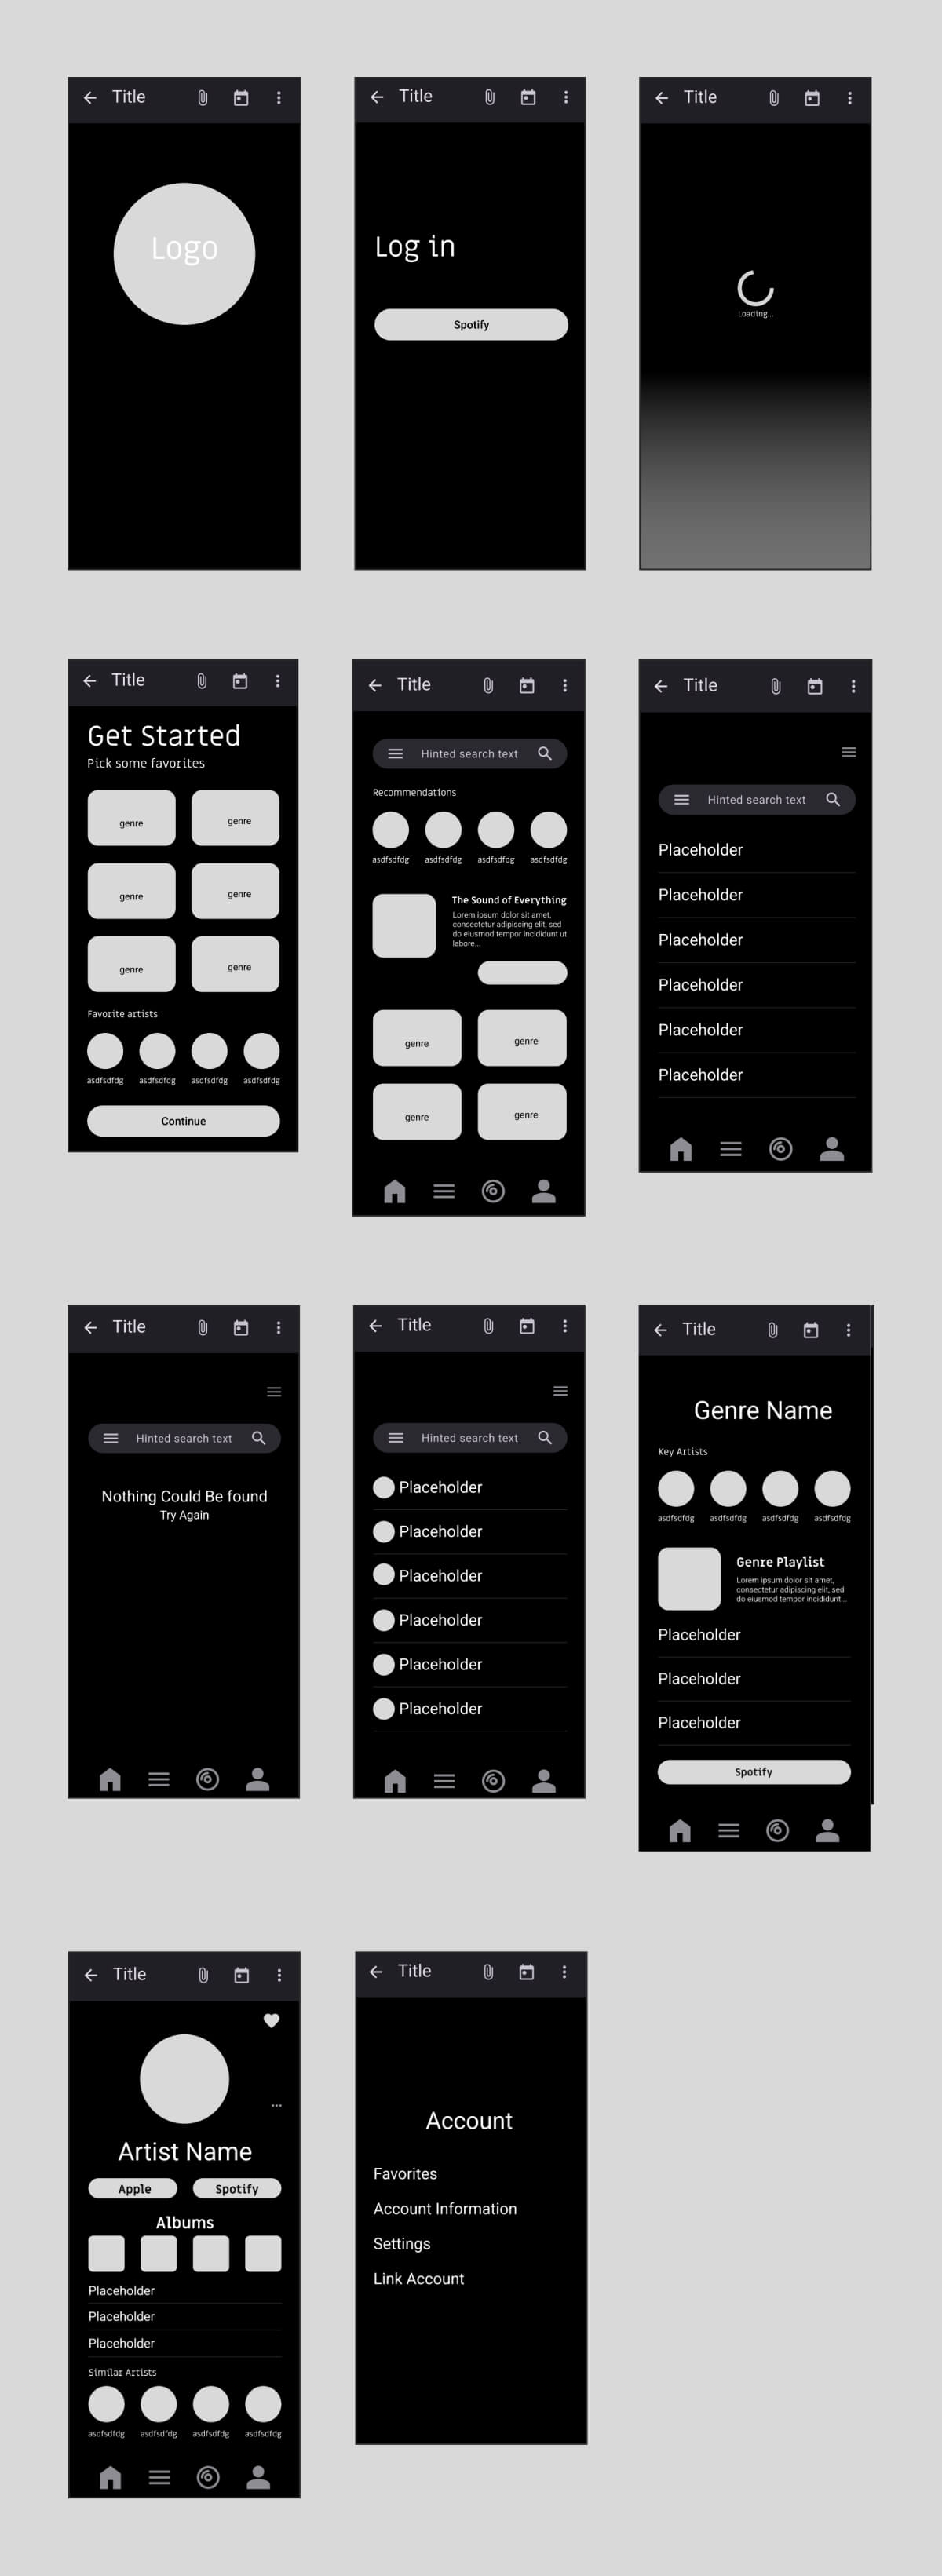 Title
Logo
Title
Log in
Spotify
Title
Loading...
Title
Get Started
Pick some favorites
genre
genre
genre
genre
genre
genre
Favorite artists
asdfsdfdg asdfsdfdg asdfsdfdg asdfsdfdg
Continue
Title
Hinted search text
Recommendations
asdfsdfdg asdfsdfdg asdfsdfdg asdfsdfdg
The Sound of Everything
Lorem ipsum dolor sit amet,
consectetur adipiscing elit, sed
do eiusmod tempor incididunt ut
labore...
genre
genre
genre
genre
Title
Hinted search text
Placeholder
Placeholder
Placeholder
Placeholder
Placeholder
Placeholder
Title
Hinted search text
Nothing Could Be found
Try Again
Title
Hinted search text
Placeholder
Placeholder
Placeholder
Placeholder
Placeholder
Placeholder
Title
Genre Name
Key Artists
asdfsdfdg asdfsdfdg asdfsdfdg asdfsdfdg
Genre Playlist
Lorem ipsum dolor sit amet,
consectetur adipiscing elit, sed
do eiusmod tempor incididunt...
Placeholder
Placeholder
Placeholder
Spotify
Title
...
Artist Name
Apple Spotify
Albums
Placeholder
Placeholder
Placeholder
Similar Artists
asdfsdfdg asdfsdfdg asdfsdfdg asdfsdfdg
Title
Account
Favorites
Account Information
Settings
Link Account